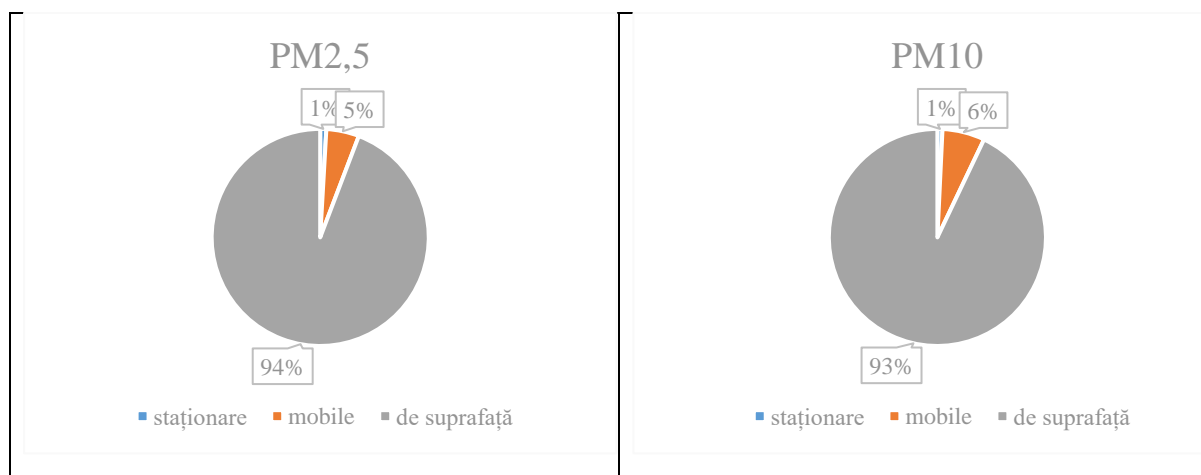 PM2,5
1%
5%
94%
staționare mobile de suprafață
PM10
1%
6%
93%
staționare mobile de suprafață